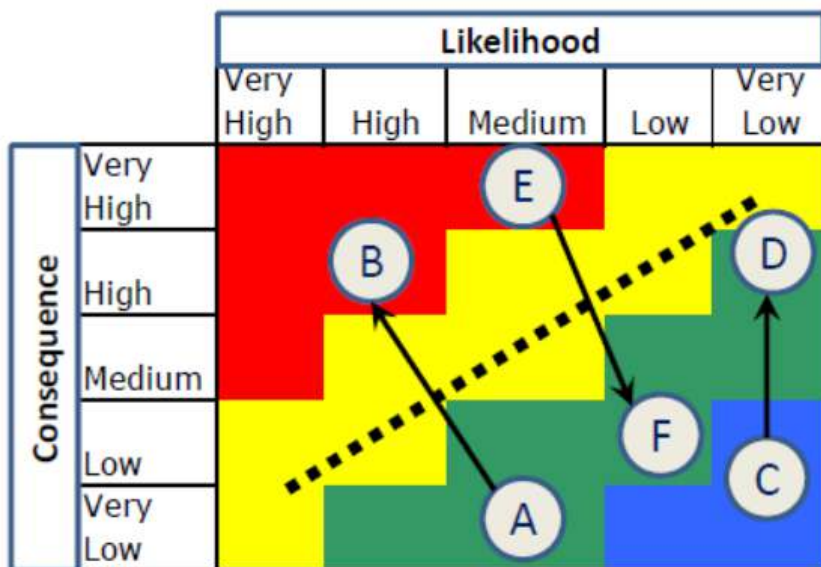 Likelihood
Very High
High
Medium
Low
Very Low
Consequence
Very High
E
B
High
D
Medium
F
Low
C
Very Low
A